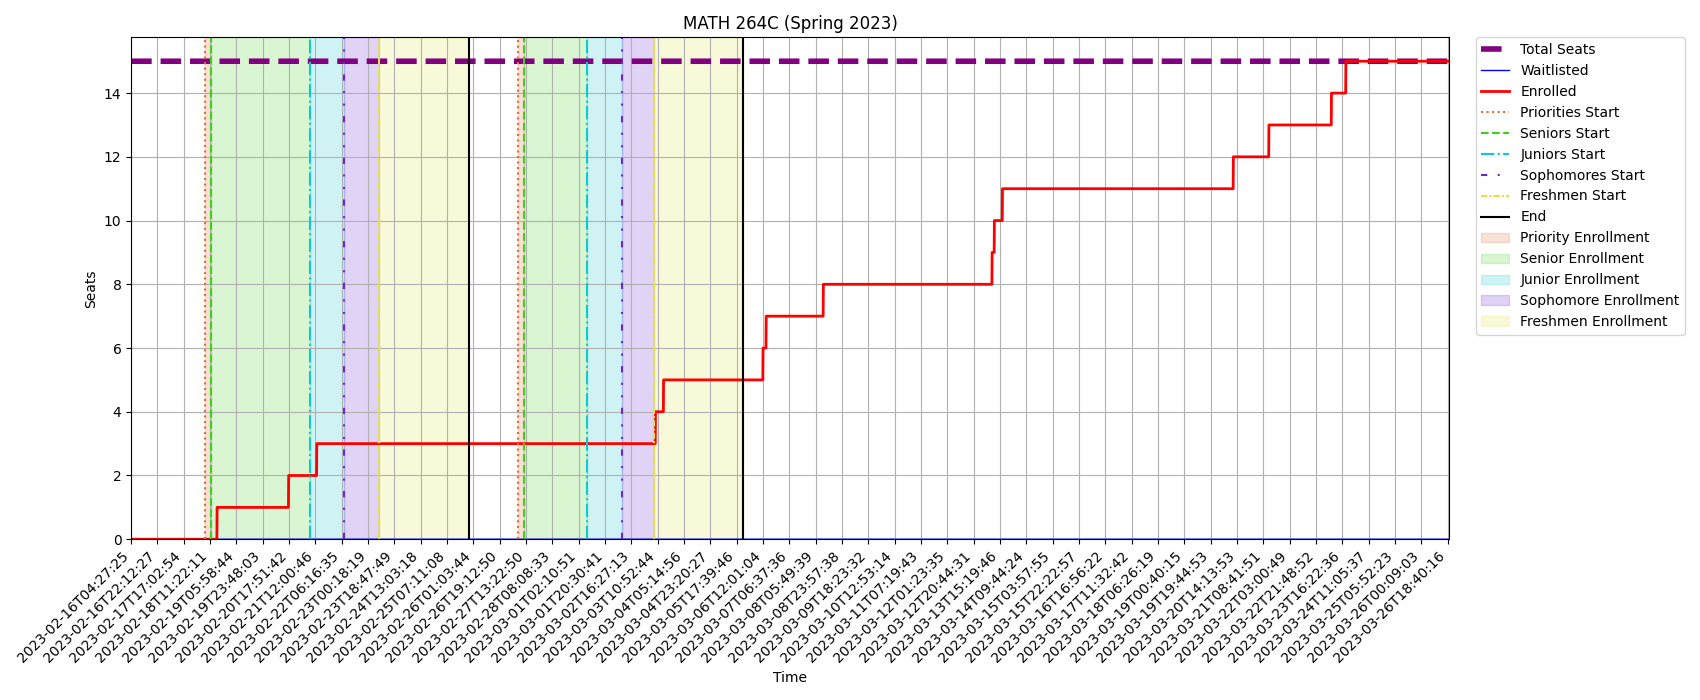 MATH 264C (Spring 2023)
Seats
14
12
10
8
6
4
2
0
2023-02-16T04:27:25
2023-02-16T22:12:27
2023-02-17T17:02:54
2023-02-18T11:22:11
2023-02-19T05:58:44
2023-02-19T23:48:03
2023-02-20T17:51:42
2023-02-21T12:00:46
2023-02-22T06:16:35
2023-02-23T00:18:19
2023-02-23T18:47:49
2023-02-24T13:03:18
2023-02-25T07:11:08
2023-02-26T01:03:44
2023-02-26T19:12:50
2023-02-27T13:22:50
2023-02-28T08:08:33
2023-03-01T02:10:51
2023-03-01T20:30:41
2023-03-02T16:27:13
2023-03-03T10:52:44
2023-03-04T05:14:56
2023-03-04T23:20:27
2023-03-05T17:39:46
2023-03-06T12:01:04
2023-03-07T06:37:36
2023-03-08T05:49:39
2023-03-08T23:57:38
2023-03-09T18:23:32
2023-03-10T12:53:14
2023-03-11T07:19:43
2023-03-12T01:23:35
2023-03-12T20:44:31
2023-03-13T15:19:46
2023-03-14T09:44:24
2023-03-15T03:57:55
2023-03-15T22:22:57
2023-03-16T16:56:22
2023-03-17T11:32:42
2023-03-18T06:26:19
2023-03-19T00:40:15
2023-03-19T19:44:53
2023-03-20T14:13:53
2023-03-21T08:41:51
2023-03-22T03:00:49
2023-03-22T21:48:52
2023-03-23T16:22:36
2023-03-24T11:05:37
2023-03-25T05:52:23
2023-03-26T00:09:03
2023-03-26T18:40:16
Time
Total Seats
Waitlisted
Enrolled
Priorities Start
Seniors Start
Juniors Start
Sophomores Start
Freshmen Start
End
Priority Enrollment
Senior Enrollment
Junior Enrollment
Sophomore Enrollment
Freshmen Enrollment